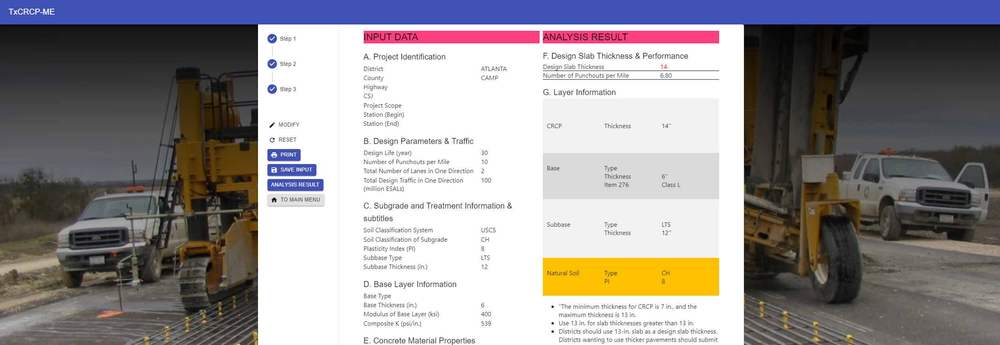 TxCRCP-ME
Step 1
Step 2
Step 3
MODIFY
RESET
PRINT
SAVE INPUT
ANALYSIS RESULT
TO MAIN MENU
INPUT DATA
A. Project Identification
District ATLANTA
County CAMP
Highway
CSJ
Project Scope
Station (Begin)
Station (End)
B. Design Parameters & Traffic
Design Life (year) 30
Number of Punchouts per Mile 10
Total Number of Lanes in One Direction 2
Total Design Traffic in One Direction 100
(million ESALs)
C. Subgrade and Treatment Information &
subtitles
Soil Classification System USCS
Soil Classification of Subgrade CH
Plasticity Index (PI) 8
Subbase Type LTS
Subbase Thickness (in.) 12
D. Base Layer Information
Base Type
Base Thickness (in.) 6
Modulus of Base Layer (ksi) 400
Composite K (psi/in.) 539
E. Concrete Material Properties
ANALYSIS RESULT
F. Design Slab Thickness & Performance
Design Slab Thickness 14
Number of Punchouts per Mile 6.80
G. Layer Information
CRCP Thickness 14''
Base Type
Thickness 6''
Item 276 Class L
Subbase Type LTS
Thickness 12''
Natural Soil Type CH
PI 8
• "The minimum thickness for CRCP is 7 in., and the
maximum thickness is 13 in.
• Use 13 in. for slab thicknesses greater than 13 in.
• Districts should use 13-in. slab as a design slab thickness.
Districts wanting to use thicker pavements should submit